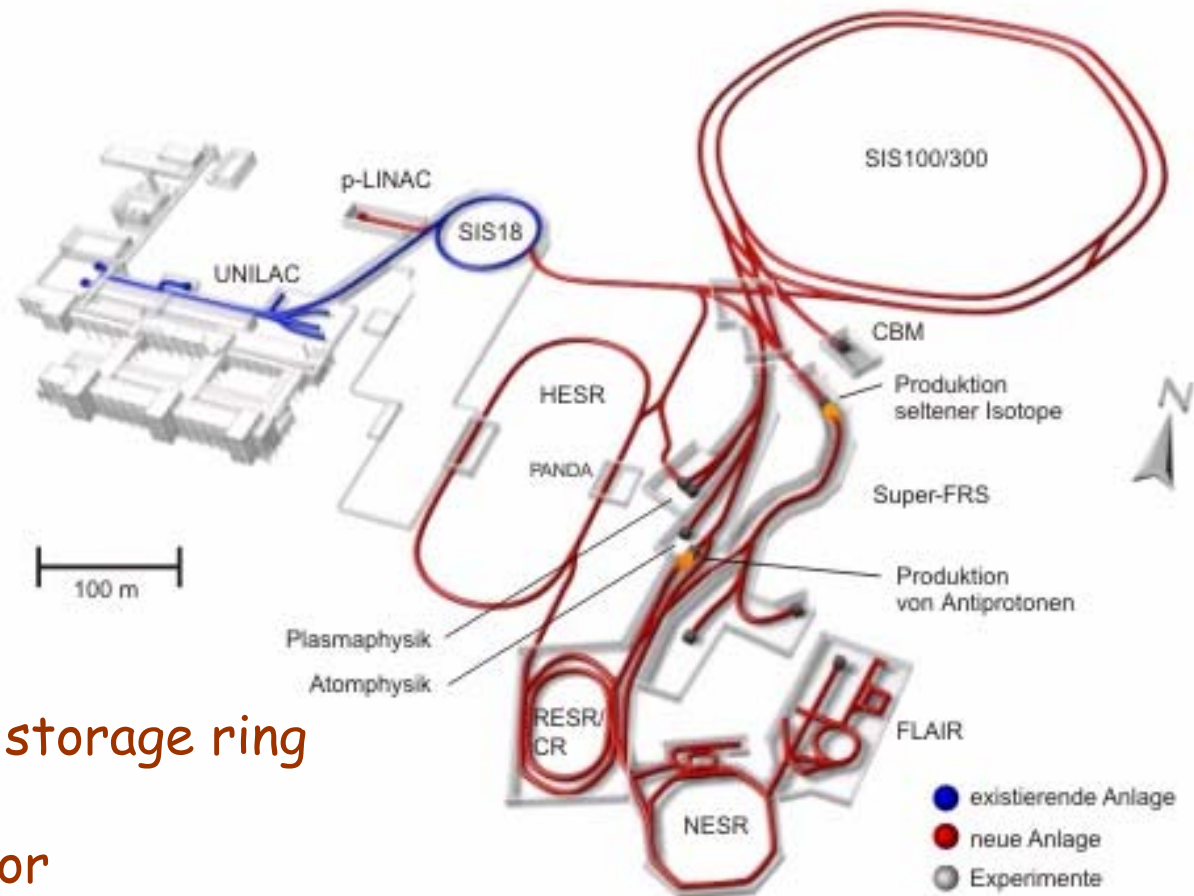 SIS100/300
p-LINAC
SIS18
UNILAC
CBM
HESR
Produktion
seltener Isotope
N
PANDA
Super-FRS
100 m
Produktion
von Antiprotonen
Plasmaphysik
Atomphysik
RESR/
CR
storage ring
FLAIR
NESR
existierende Anlage
neue Anlage
or
Experimente